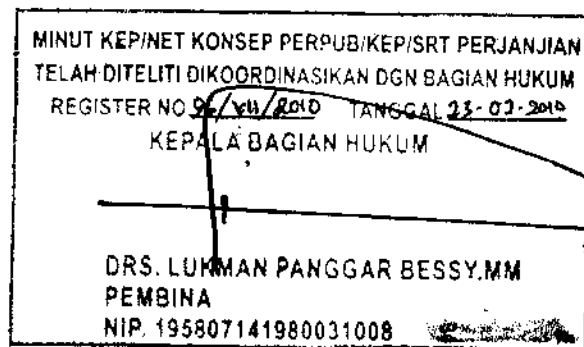 MINUT KEP/NET KONSEP PERPUB/KEP/SRT PERJANJIAN
TELAH DITELITI DIKOORDINASIKAN DGN BAGIAN HUKUM
REGISTER NO /VII/2010 TANGGAL 23-07-2010
KEPALA BAGIAN HUKUM
DRS. LUKMAN PANGGAR BESSY.MM
PEMBINA
NIP. 195807141980031008